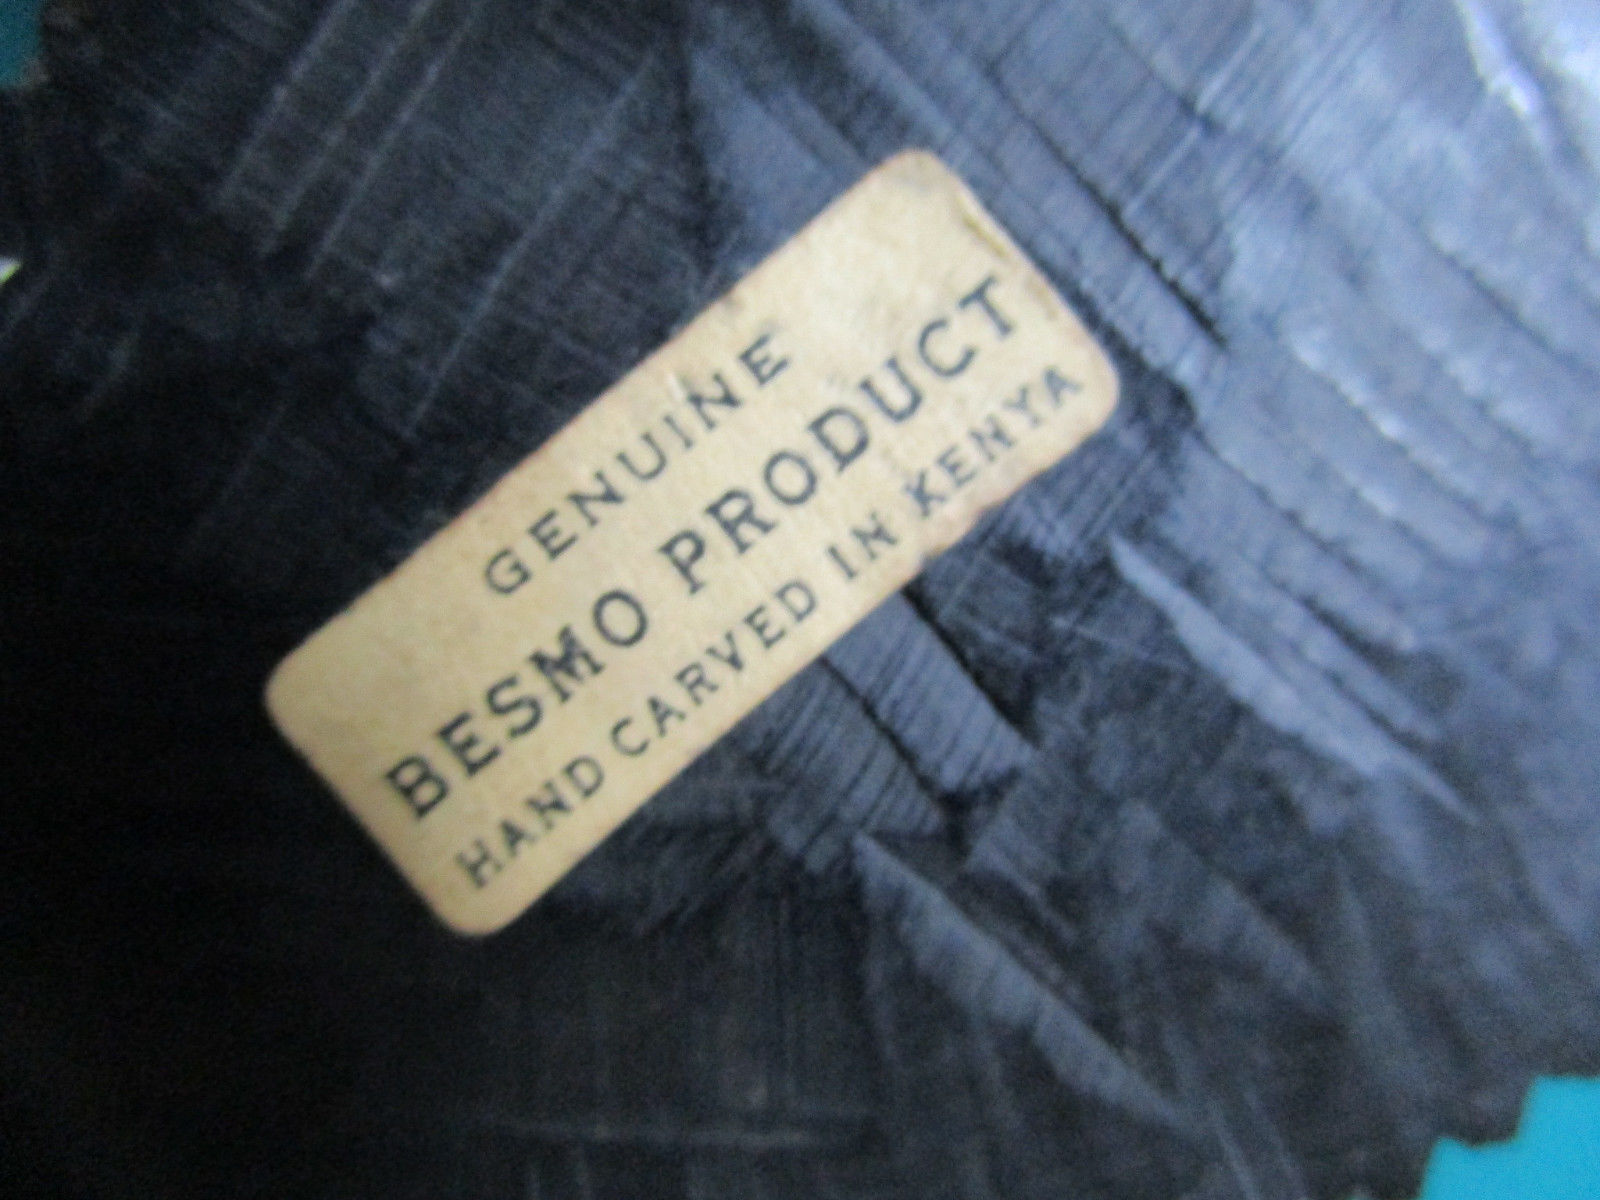 GENUINE
BESMO PRODUCT
HAND CARVED IN KENYA